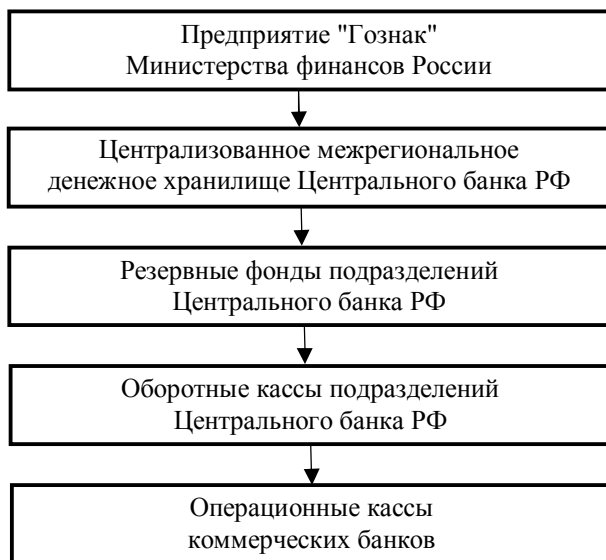 Предприятие "Гознак"
Министерства финансов России
Централизованное межрегиональное
денежное хранилище Центрального банка РФ
Резервные фонды подразделений
Центрального банка РФ
Оборотные кассы подразделений
Центрального банка РФ
Операционные кассы
коммерческих банков